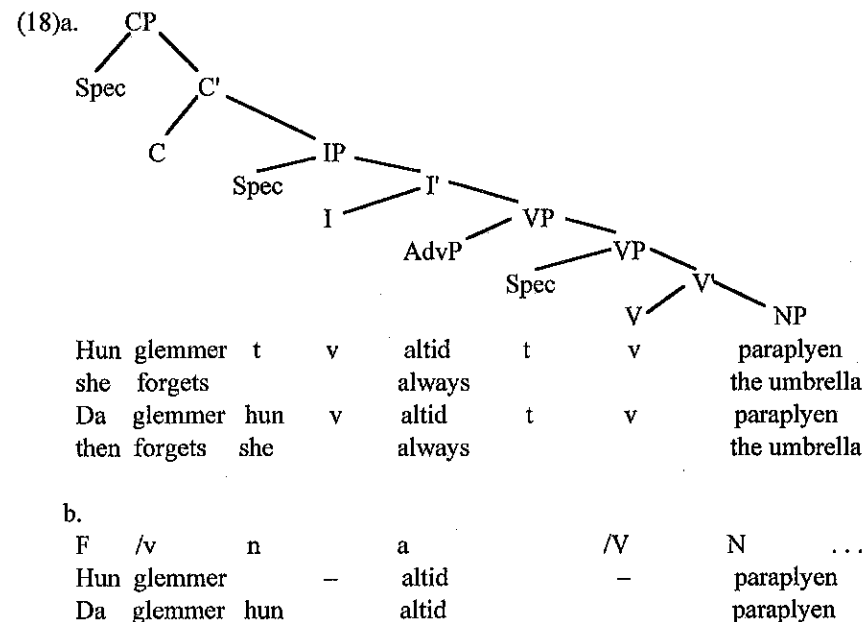 (18)a. CP
Spec C'
C IP
Spec I'
I VP
AdvP VP
Spec V'
V NP
Hun glemmer t v altid t v paraplyen
she forgets always the umbrella
Da glemmer hun v altid t v paraplyen
then forgets she always the umbrella
b.
F /v n a /V N ...
Hun glemmer – altid – paraplyen
Da glemmer hun altid paraplyen